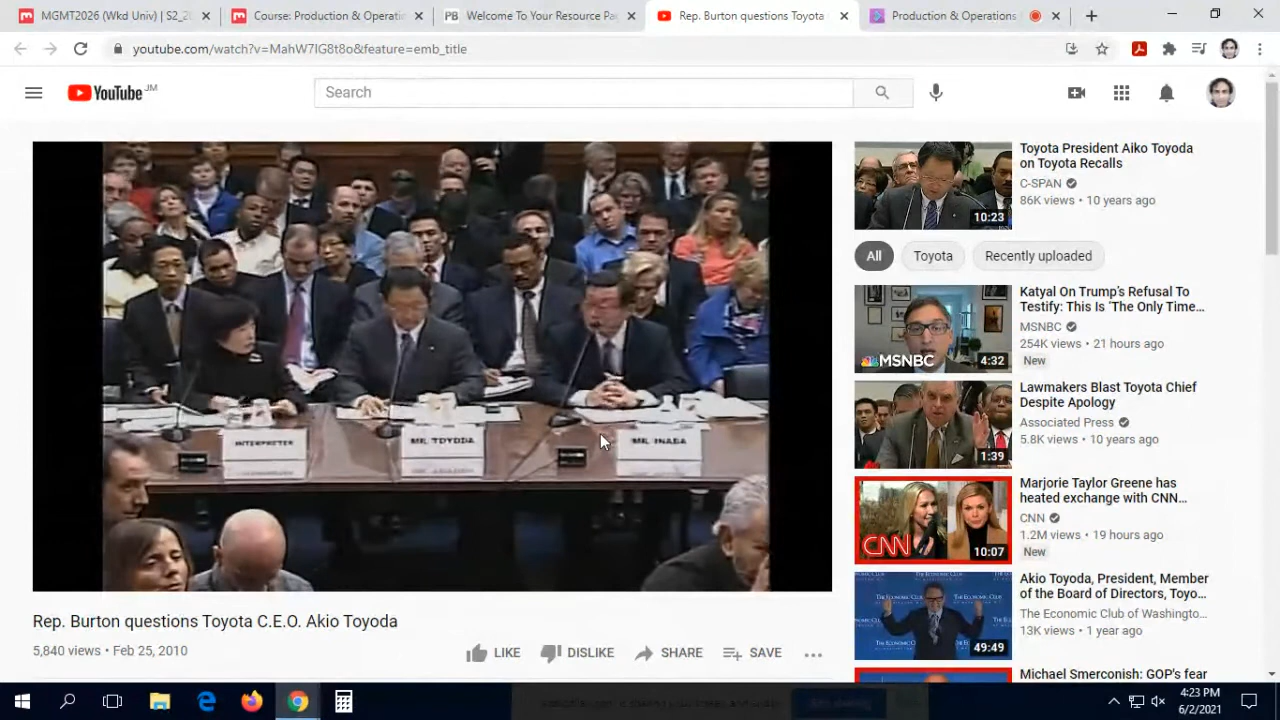 MGMT2026 (Wkd Univ) | S2_20
Course: Production & Operatio
PB Welcome To Your Resource Pa
Rep. Burton questions Toyota
Production & Operations
youtube.com/watch?v=MahW7IG8t8o&feature=emb_title
YouTube JM
Search
INTERPRETER
MR. TOYODA
MR. INABA
Rep. Burton questions Toyota C.E.O. Akio Toyoda
5,840 views • Feb 25, 2010
LIKE
DISLIKE
SHARE
SAVE
10:23
Toyota President Aiko Toyoda
on Toyota Recalls
C-SPAN
86K views • 10 years ago
All
Toyota
Recently uploaded
MSNBC
4:32
Katyal On Trump's Refusal To
Testify: This Is 'The Only Time...
MSNBC
254K views • 21 hours ago
New
1:39
Lawmakers Blast Toyota Chief
Despite Apology
Associated Press
5.8K views • 10 years ago
CNN
10:07
Marjorie Taylor Greene has
heated exchange with CNN...
CNN
1.2M views • 19 hours ago
New
49:49
Akio Toyoda, President, Member
of the Board of Directors, Toyo...
The Economic Club of Washingto...
13K views • 1 year ago
Michael Smerconish: GOP's fear
4:23 PM
6/2/2021